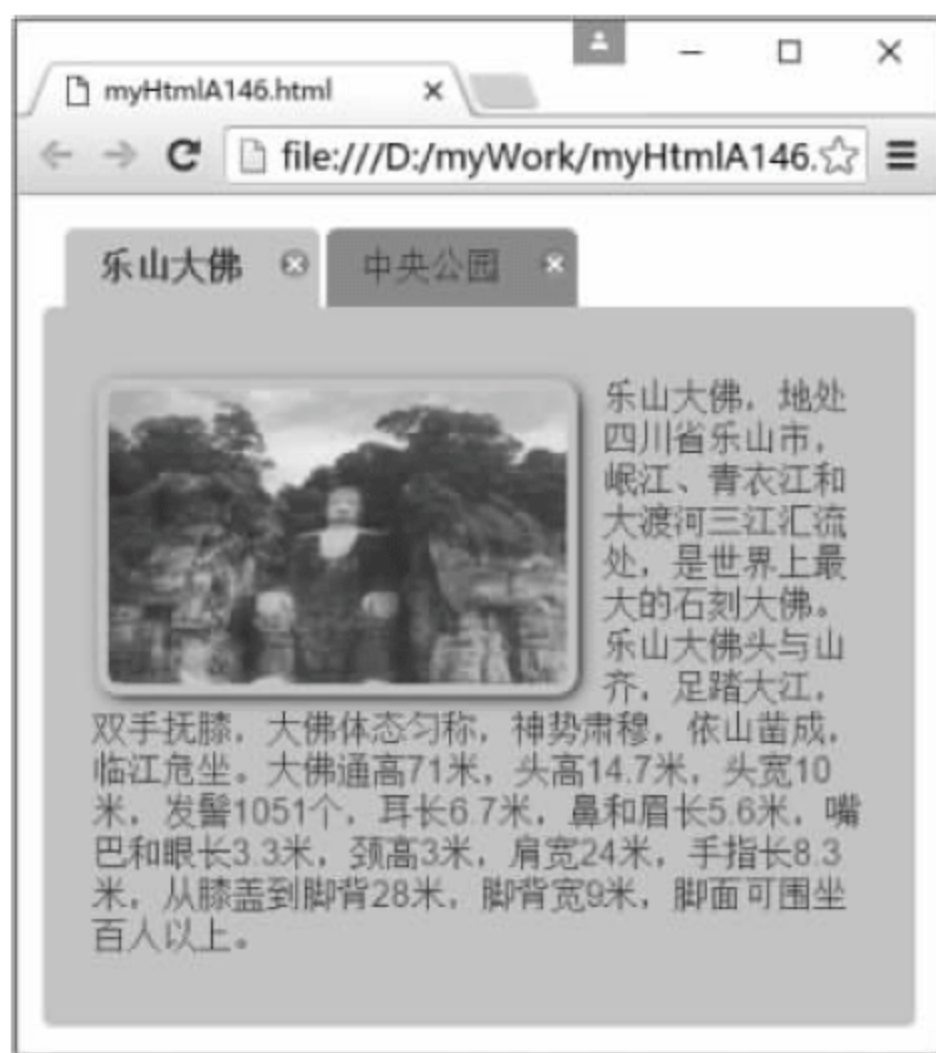 myHtmlA146.html
file:///D:/myWork/myHtmlA146.
乐山大佛 中央公园
乐山大佛，地处
四川省乐山市，
岷江、青衣江和
大渡河三江汇流
处，是世界上最
大的石刻大佛。
乐山大佛头与山
齐，足踏大江，
双手抚膝，大佛体态匀称，神势肃穆，依山凿成，
临江危坐。大佛通高71米，头高14.7米，头宽10
米，发髻1051个，耳长6.7米，鼻和眉长5.6米，嘴
巴和眼长3.3米，颈高3米，肩宽24米，手指长8.3
米，从膝盖到脚背28米，脚背宽9米，脚面可围坐
百人以上。